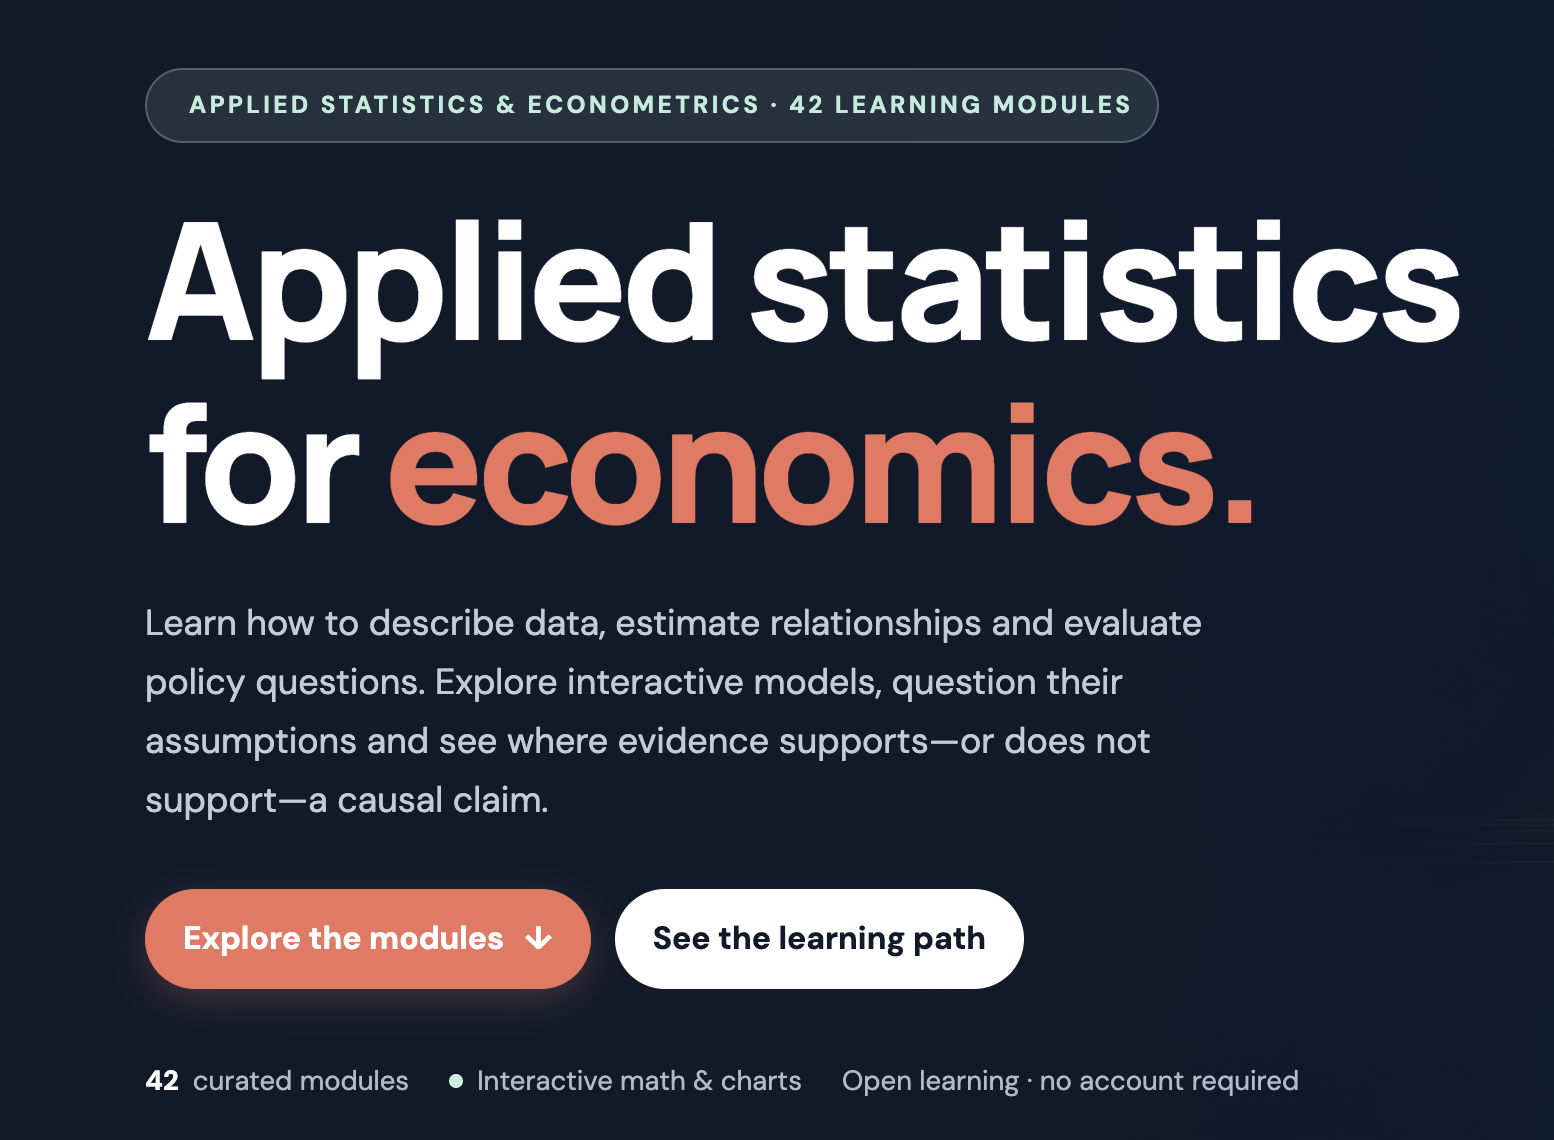 APPLIED STATISTICS & ECONOMETRICS · 42 LEARNING MODULES
Applied statistics
for economics.
Learn how to describe data, estimate relationships and evaluate
policy questions. Explore interactive models, question their
assumptions and see where evidence supports—or does not
support—a causal claim.
Explore the modules ↓ See the learning path
42 curated modules ● Interactive math & charts Open learning · no account required